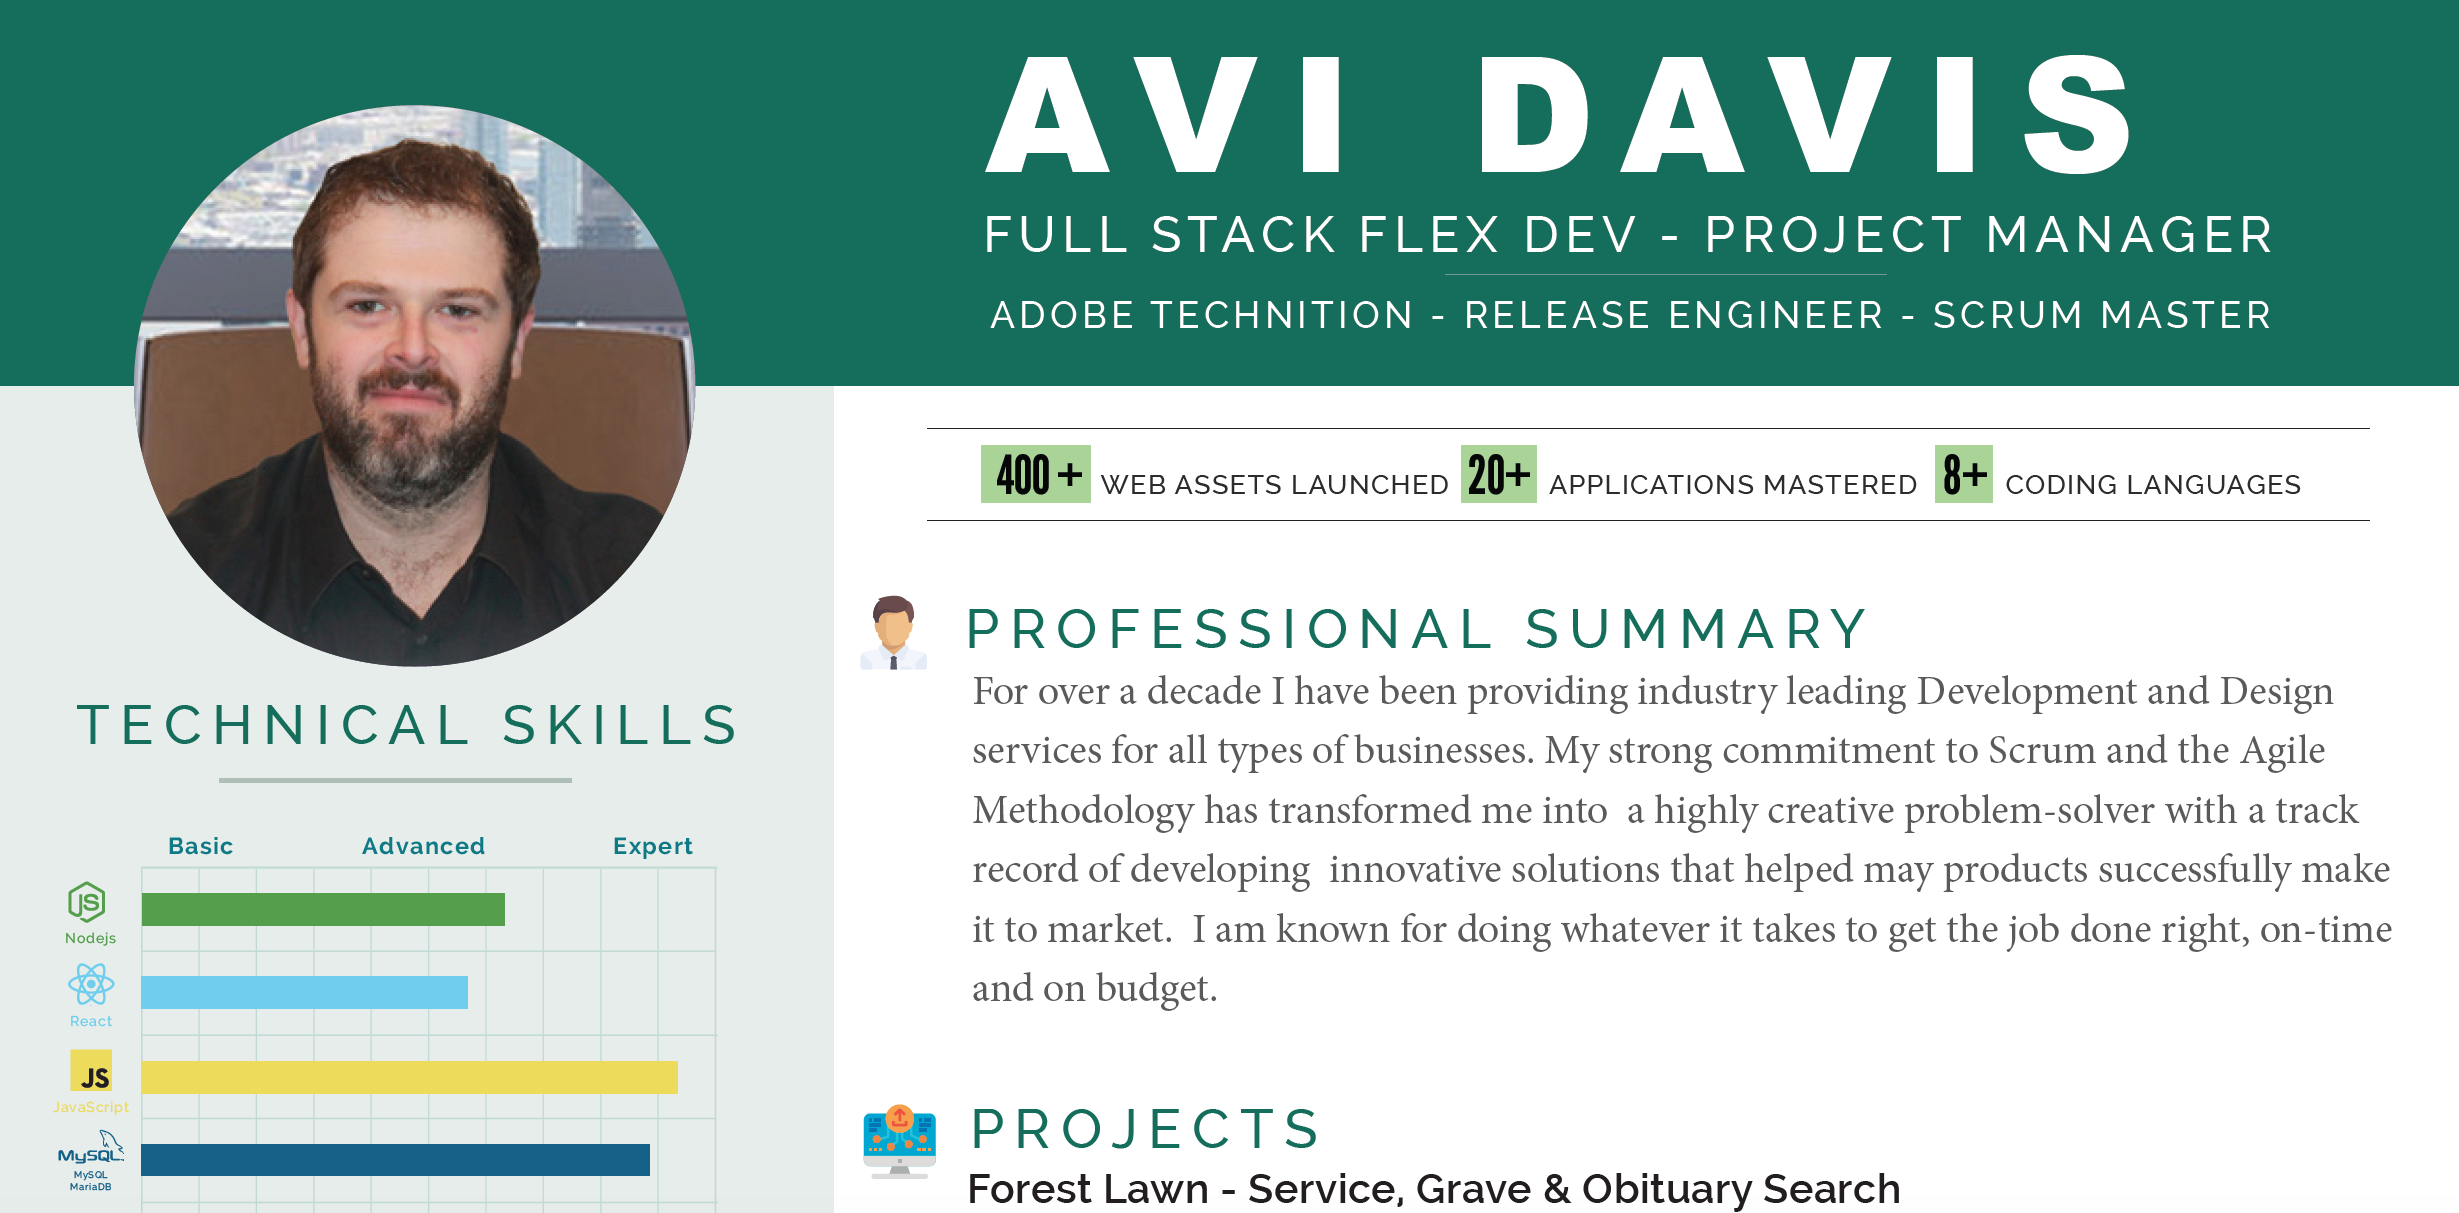 AVI DAVIS
FULL STACK FLEX DEV - PROJECT MANAGER
ADOBE TECHNITION - RELEASE ENGINEER - SCRUM MASTER
400+ WEB ASSETS LAUNCHED 20+ APPLICATIONS MASTERED 8+ CODING LANGUAGES
PROFESSIONAL SUMMARY
For over a decade I have been providing industry leading Development and Design
services for all types of businesses. My strong commitment to Scrum and the Agile
Methodology has transformed me into  a highly creative problem-solver with a track
record of developing  innovative solutions that helped may products successfully make
it to market.  I am known for doing whatever it takes to get the job done right, on-time
and on budget.
PROJECTS
Forest Lawn - Service, Grave & Obituary Search
TECHNICAL SKILLS
Basic Advanced Expert
JS
Nodejs
React
JS
JavaScript
MySQL
MySQL
MariaDB